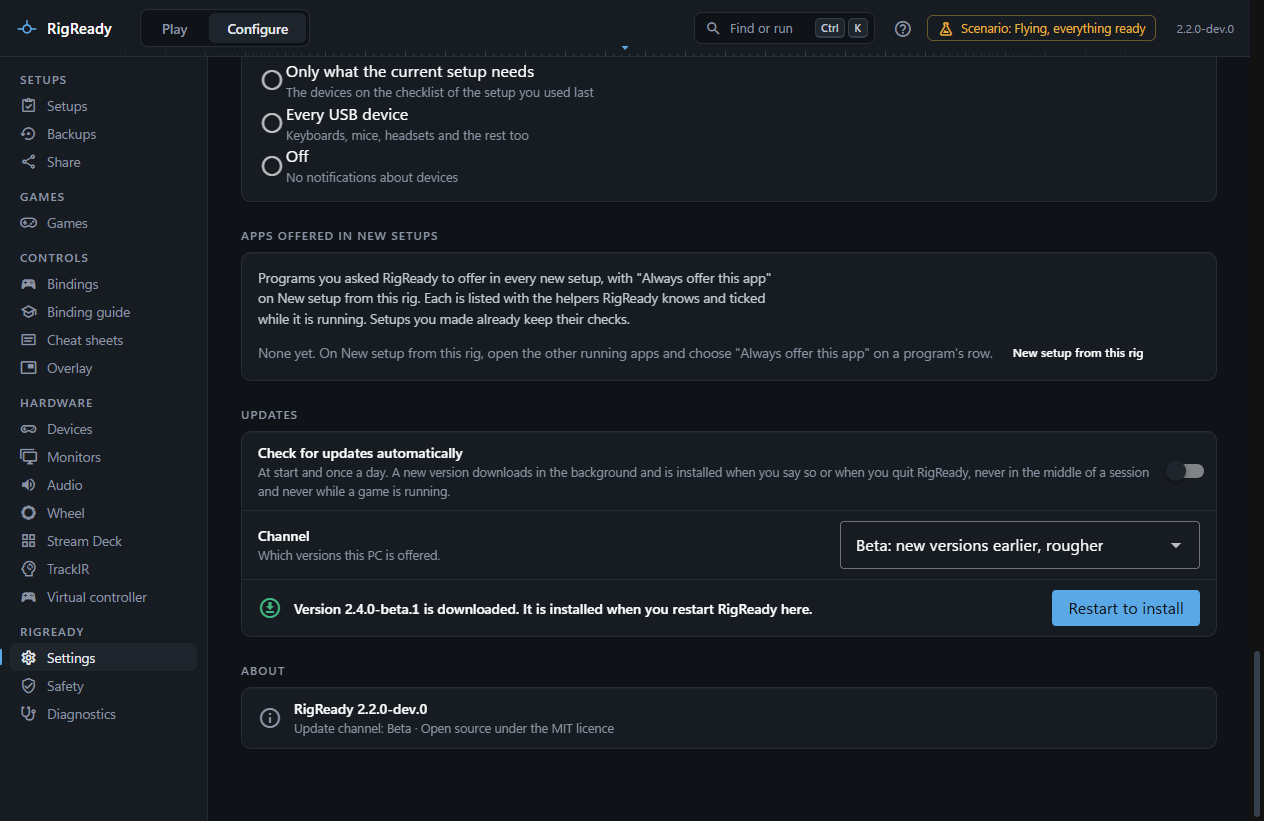 RigReady
Play
Configure
Find or run
Ctrl
K
Scenario: Flying, everything ready
2.2.0-dev.0
SETUPS
Setups
Backups
Share
GAMES
Games
CONTROLS
Bindings
Binding guide
Cheat sheets
Overlay
HARDWARE
Devices
Monitors
Audio
Wheel
Stream Deck
TrackIR
Virtual controller
RIGREADY
Settings
Safety
Diagnostics
Only what the current setup needs
The devices on the checklist of the setup you used last
Every USB device
Keyboards, mice, headsets and the rest too
Off
No notifications about devices
APPS OFFERED IN NEW SETUPS
Programs you asked RigReady to offer in every new setup, with "Always offer this app"
on New setup from this rig. Each is listed with the helpers RigReady knows and ticked
while it is running. Setups you made already keep their checks.
None yet. On New setup from this rig, open the other running apps and choose "Always offer this app" on a program's row.
New setup from this rig
UPDATES
Check for updates automatically
At start and once a day. A new version downloads in the background and is installed when you say so or when you quit RigReady, never in the middle of a session
and never while a game is running.
Channel
Which versions this PC is offered.
Beta: new versions earlier, rougher
Version 2.4.0-beta.1 is downloaded. It is installed when you restart RigReady here.
Restart to install
ABOUT
RigReady 2.2.0-dev.0
Update channel: Beta · Open source under the MIT licence